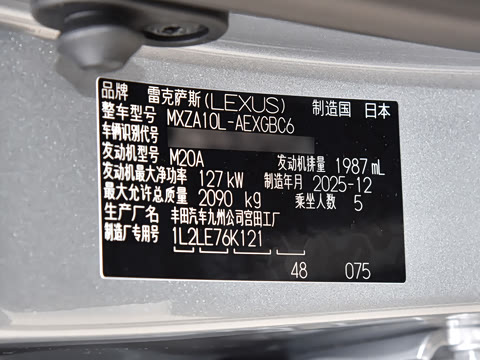 品牌 雷克萨斯(LEXUS) 制造国 日本
整车型号 MXZA10L-AEXGBC6
车辆识别代号
发动机型号 M20A 发动机排量 1987 mL
发动机最大净功率 127 kW 制造年月 2025-12
最大允许总质量 2090 kg 乘坐人数 5
生产厂名 丰田汽车九州公司宫田工厂
制造厂专用号 1L2LE76K121
48 075